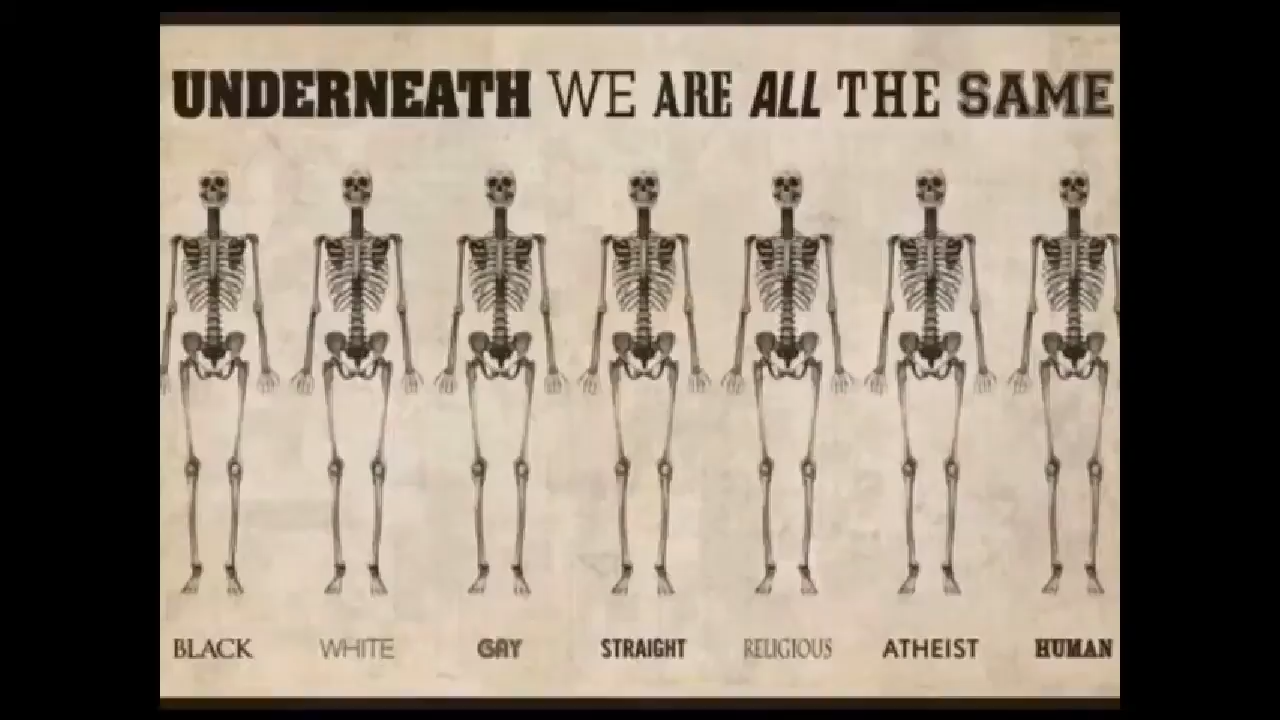 UNDERNEATH WE ARE ALL THE SAME
BLACK WHITE GAY STRAIGHT RELIGIOUS ATHEIST HUMAN